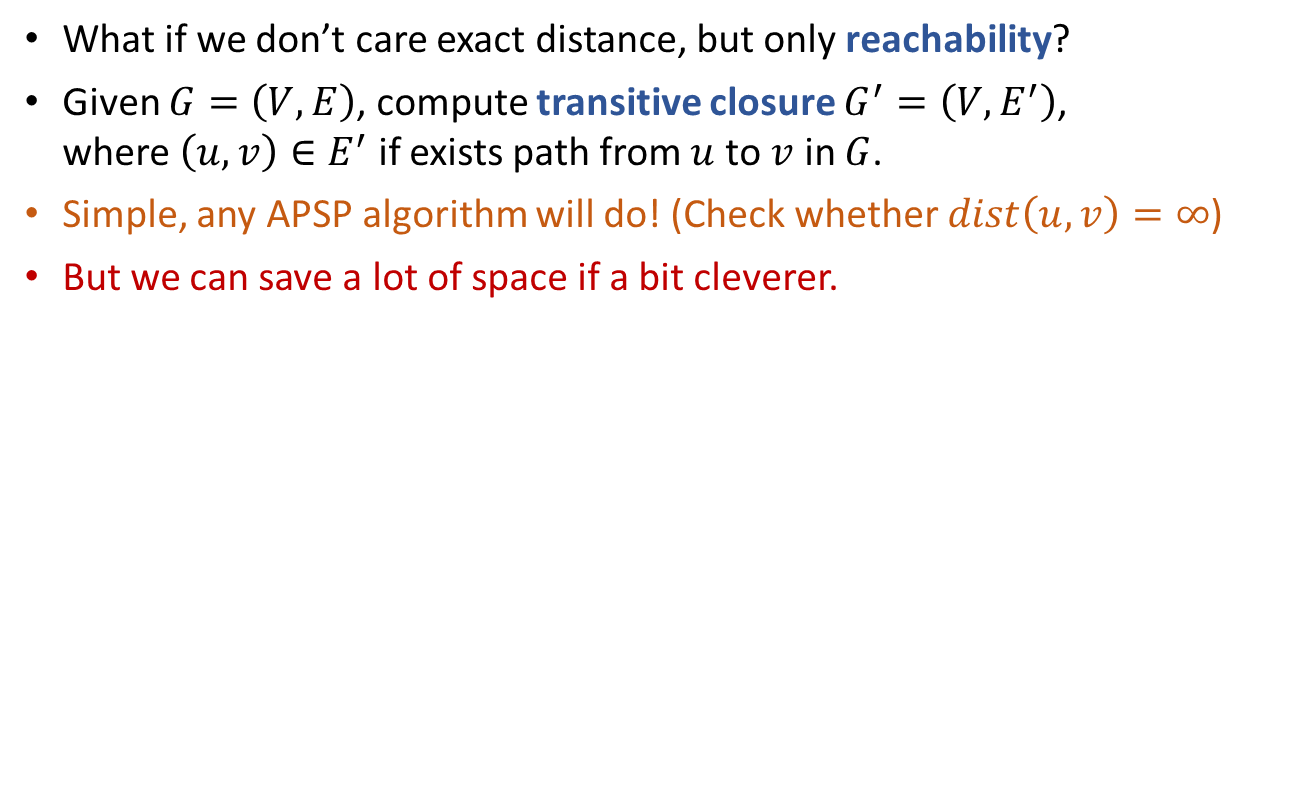 • What if we don’t care exact distance, but only reachability?
• Given G = (V, E), compute transitive closure G′ = (V, E′),
where (u, v) ∈ E′ if exists path from u to v in G.
• Simple, any APSP algorithm will do! (Check whether dist(u, v) = ∞)
• But we can save a lot of space if a bit cleverer.